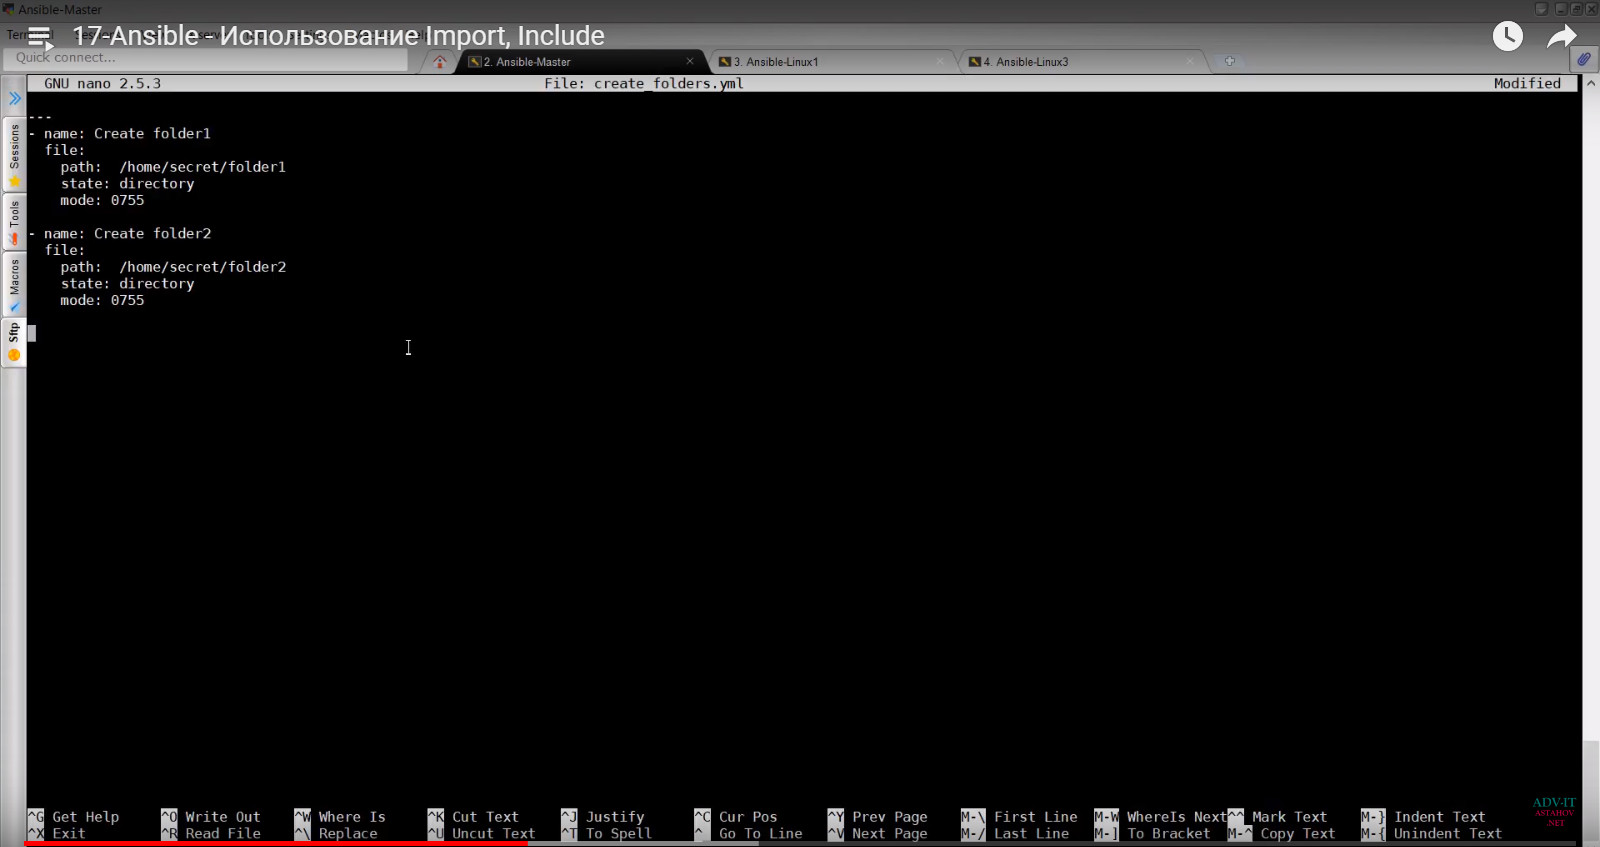 Ansible-Master
17-Ansible - Использование Import, Include
Quick connect...
2. Ansible-Master
3. Ansible-Linux1
4. Ansible-Linux3
GNU nano 2.5.3 File: create_folders.yml Modified
---
- name: Create folder1
file:
path: /home/secret/folder1
state: directory
mode: 0755
- name: Create folder2
file:
path: /home/secret/folder2
state: directory
mode: 0755
Sessions
Tools
Macros
Sftp
^G Get Help ^O Write Out ^W Where Is ^K Cut Text ^J Justify ^C Cur Pos ^Y Prev Page M-\ First Line M-W WhereIs Next ^^ Mark Text M-} Indent Text
^X Exit ^R Read File ^\ Replace ^U Uncut Text ^T To Spell ^_ Go To Line ^V Next Page M-/ Last Line M-] To Bracket M-^ Copy Text M-{ Unindent Text
ADV-IT
ASTAHOV
.NET